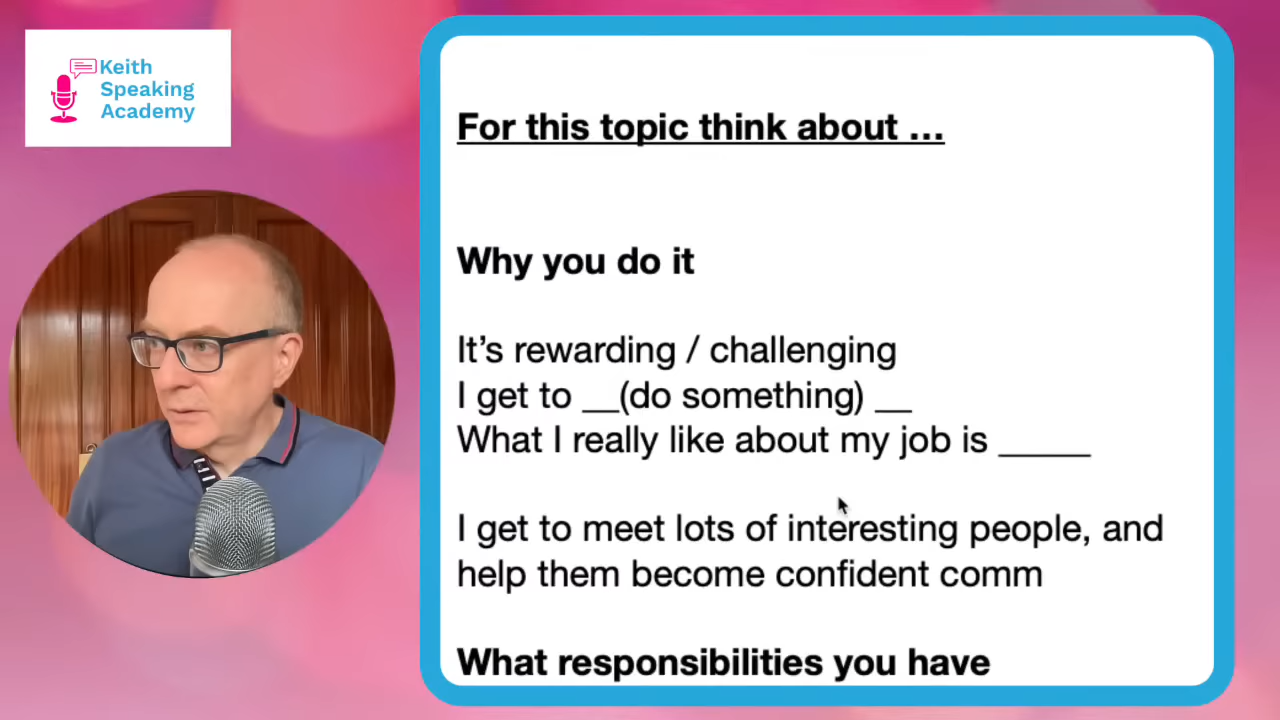 Keith
Speaking
Academy
For this topic think about ...
Why you do it
It’s rewarding / challenging
I get to __(do something) __
What I really like about my job is _____
I get to meet lots of interesting people, and
help them become confident comm
What responsibilities you have